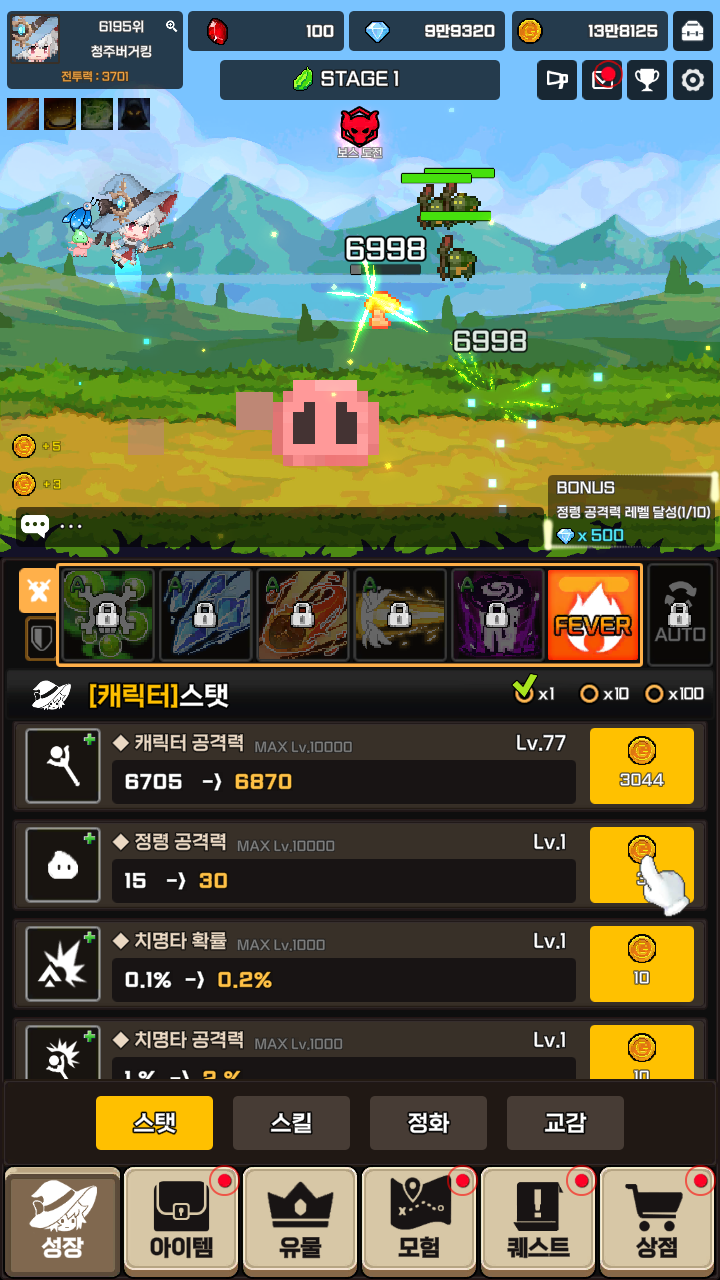 6195위
청주버거킹
전투력 : 3701
100
9만9320
13만8125
STAGE 1
보스 도전
6998
6998
+5
+3
...
BONUS
정령 공격력 레벨 달성(1/10)
x 500
A
A
A
A
A
FEVER
AUTO
[캐릭터]스탯
x1
x10
x100
캐릭터 공격력 MAX Lv.10000
Lv.77
6705 -> 6870
3044
정령 공격력 MAX Lv.10000
Lv.1
15 -> 30
치명타 확률 MAX Lv.1000
Lv.1
0.1% -> 0.2%
10
치명타 공격력 MAX Lv.1000
Lv.1
1 % -> 2 %
10
스탯
스킬
정화
교감
성장
아이템
유물
모험
퀘스트
상점